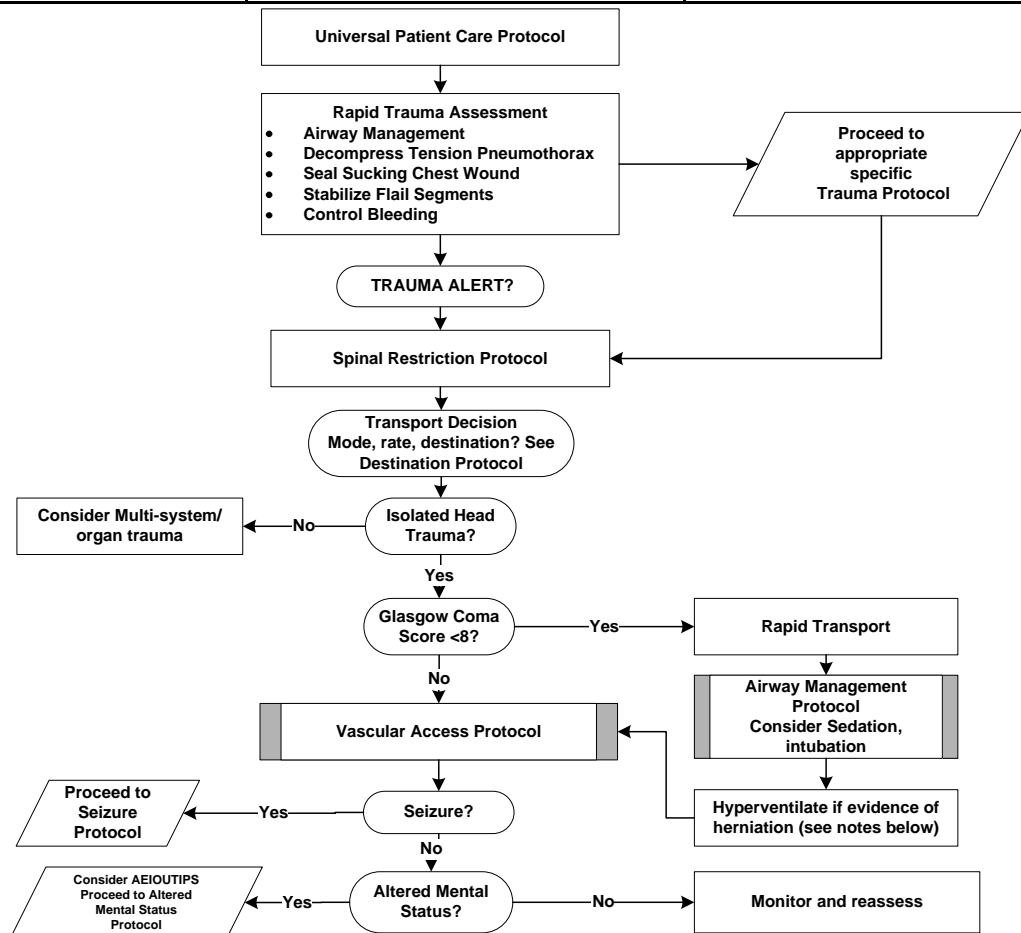 Universal Patient Care Protocol
Rapid Trauma Assessment
• Airway Management
• Decompress Tension Pneumothorax
• Seal Sucking Chest Wound
• Stabilize Flail Segments
• Control Bleeding
Proceed to
appropriate
specific
Trauma Protocol
TRAUMA ALERT?
Spinal Restriction Protocol
Transport Decision
Mode, rate, destination? See
Destination Protocol
Isolated Head
Trauma?
No
Consider Multi-system/
organ trauma
Yes
Glasgow Coma
Score <8?
Yes
Rapid Transport
No
Airway Management
Protocol
Consider Sedation,
intubation
Vascular Access Protocol
Hyperventilate if evidence of
herniation (see notes below)
Seizure?
Yes
Proceed to
Seizure
Protocol
No
Altered Mental
Status?
Yes
Consider AEIOUTIPS
Proceed to Altered
Mental Status
Protocol
No
Monitor and reassess